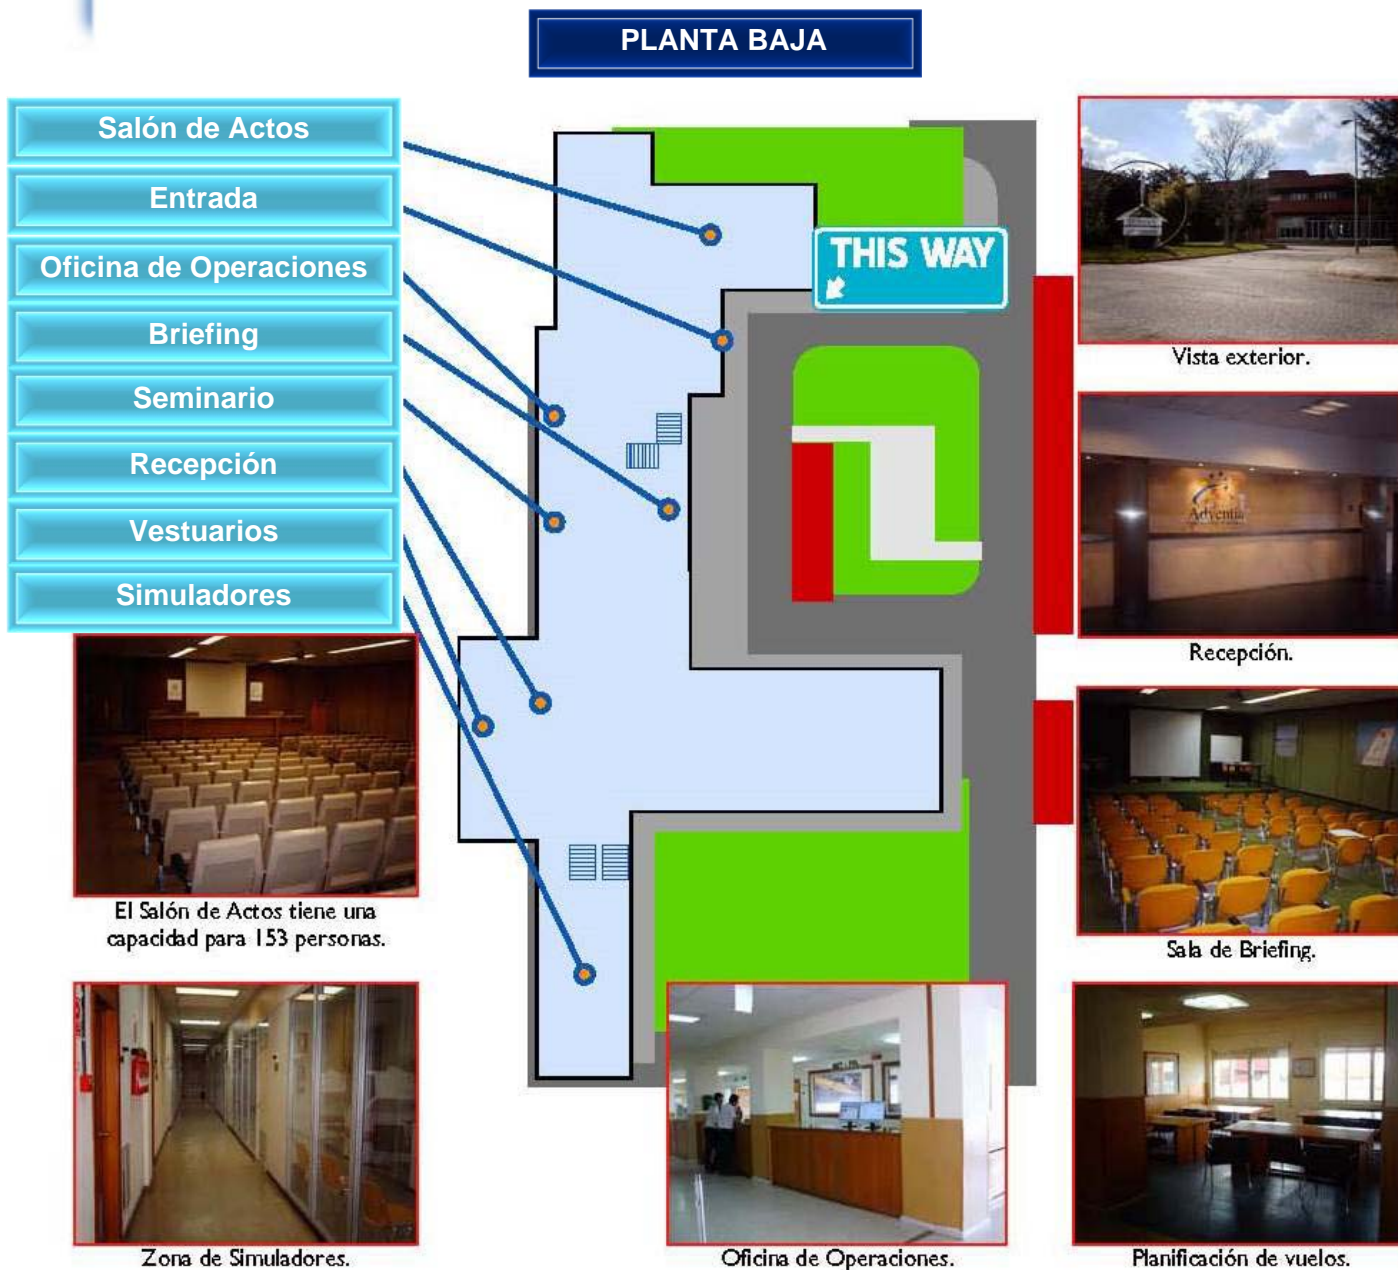 PLANTA BAJA
Salón de Actos
Entrada
Oficina de Operaciones
Briefing
Seminario
Recepción
Vestuarios
Simuladores
THIS WAY
Vista exterior.
Adventia
Recepción.
El Salón de Actos tiene una
capacidad para 153 personas.
Sala de Briefing.
Zona de Simuladores.
Oficina de Operaciones.
Planificación de vuelos.